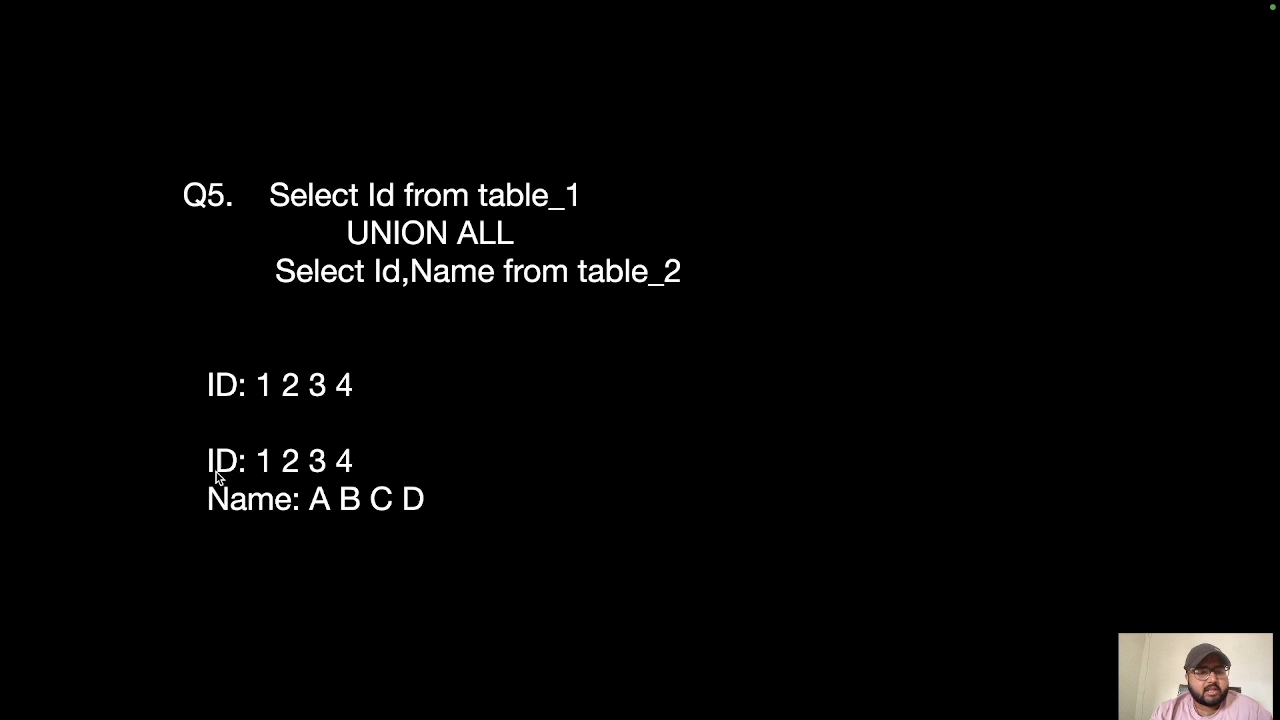 Q5. Select Id from table_1
UNION ALL
Select Id,Name from table_2
ID: 1 2 3 4
ID: 1 2 3 4
Name: A B C D